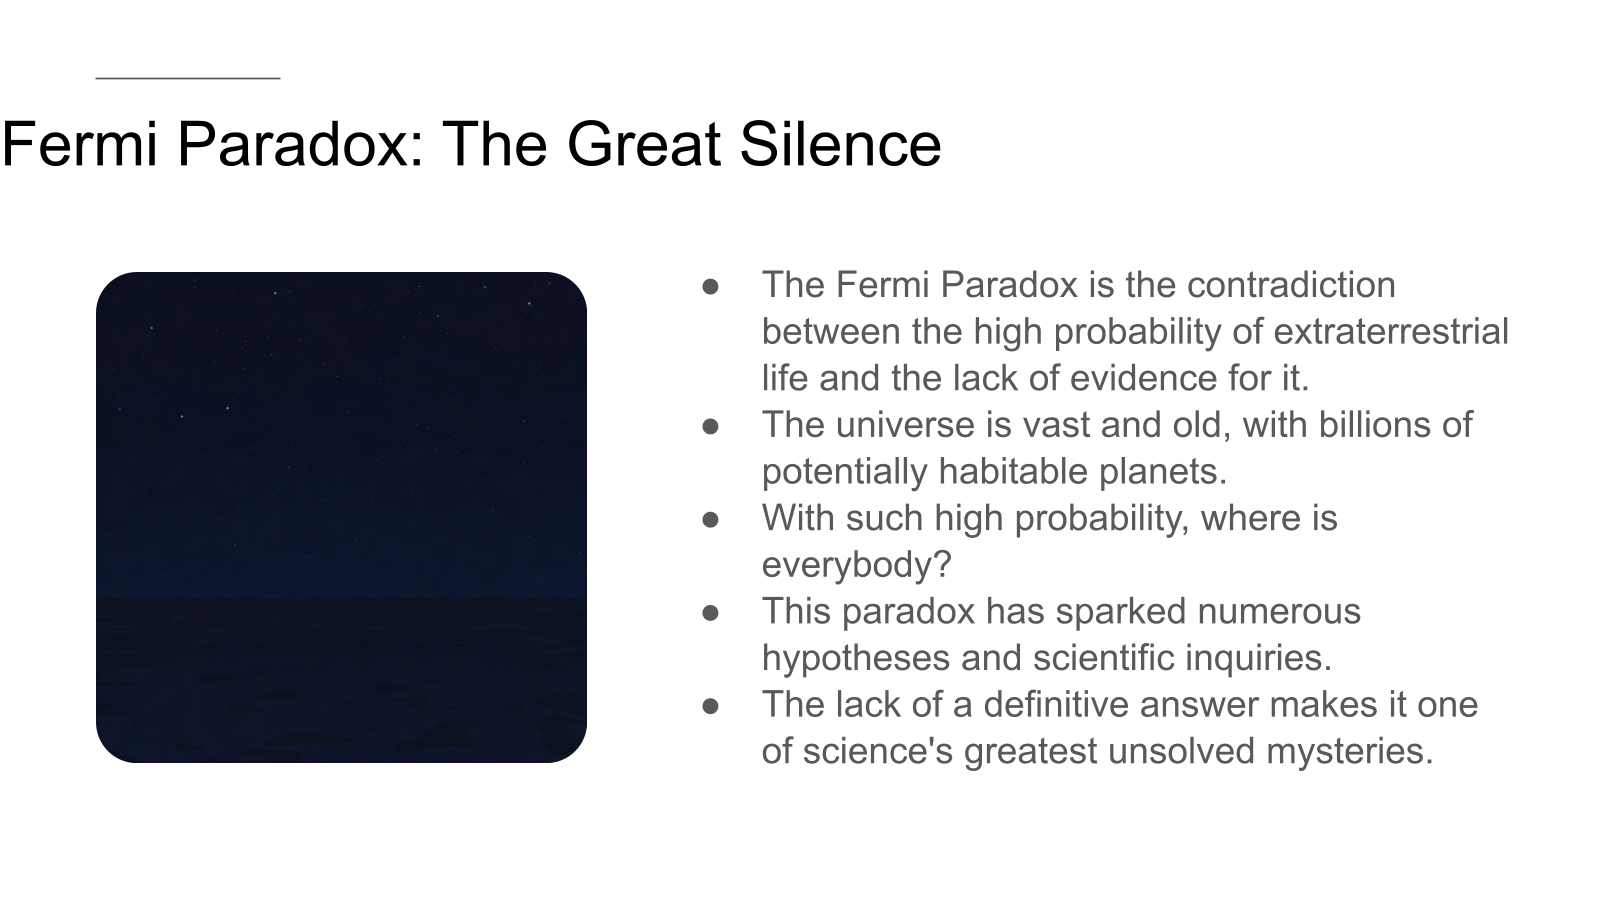 Fermi Paradox: The Great Silence
● The Fermi Paradox is the contradiction
between the high probability of extraterrestrial
life and the lack of evidence for it.
● The universe is vast and old, with billions of
potentially habitable planets.
● With such high probability, where is
everybody?
● This paradox has sparked numerous
hypotheses and scientific inquiries.
● The lack of a definitive answer makes it one
of science's greatest unsolved mysteries.